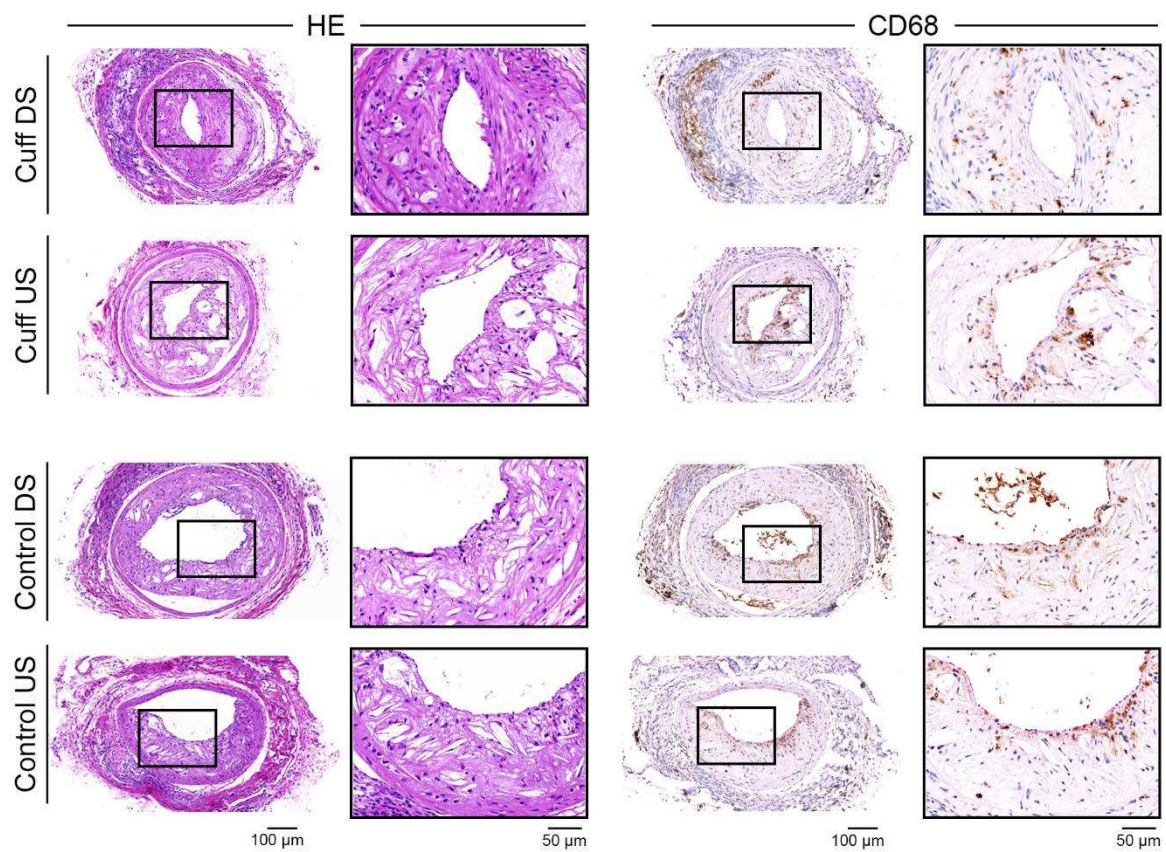 HE CD68
Cuff DS
Cuff US
Control DS
Control US
100 µm 50 µm 100 µm 50 µm